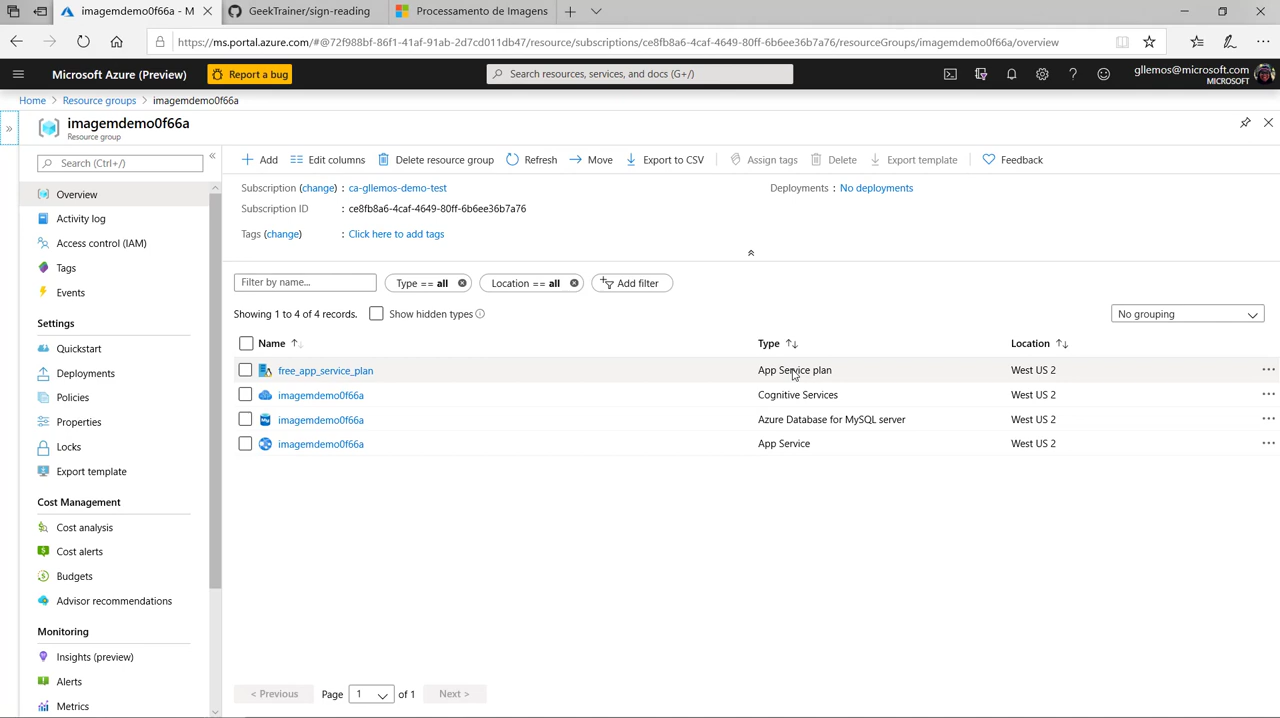 imagemdemo0f66a - M
GeekTrainer/sign-reading
Processamento de Imagens
https://ms.portal.azure.com/#@72f988bf-86f1-41af-91ab-2d7cd011db47/resource/subscriptions/ce8fb8a6-4caf-4649-80ff-6b6ee36b7a76/resourceGroups/imagemdemo0f66a/overview
Microsoft Azure (Preview)
Report a bug
Search resources, services, and docs (G+/)
gllemos@microsoft.com
MICROSOFT
Home > Resource groups > imagemdemo0f66a
imagemdemo0f66a
Resource group
Search (Ctrl+/)
Overview
Activity log
Access control (IAM)
Tags
Events
Settings
Quickstart
Deployments
Policies
Properties
Locks
Export template
Cost Management
Cost analysis
Cost alerts
Budgets
Advisor recommendations
Monitoring
Insights (preview)
Alerts
Metrics
Add Edit columns Delete resource group Refresh Move Export to CSV Assign tags Delete Export template Feedback
Subscription (change) : ca-gllemos-demo-test Deployments : No deployments
Subscription ID : ce8fb8a6-4caf-4649-80ff-6b6ee36b7a76
Tags (change) : Click here to add tags
Filter by name... Type == all Location == all Add filter
Showing 1 to 4 of 4 records. Show hidden types No grouping
Name Type Location
free_app_service_plan App Service plan West US 2
imagemdemo0f66a Cognitive Services West US 2
imagemdemo0f66a Azure Database for MySQL server West US 2
imagemdemo0f66a App Service West US 2
< Previous Page 1 of 1 Next >